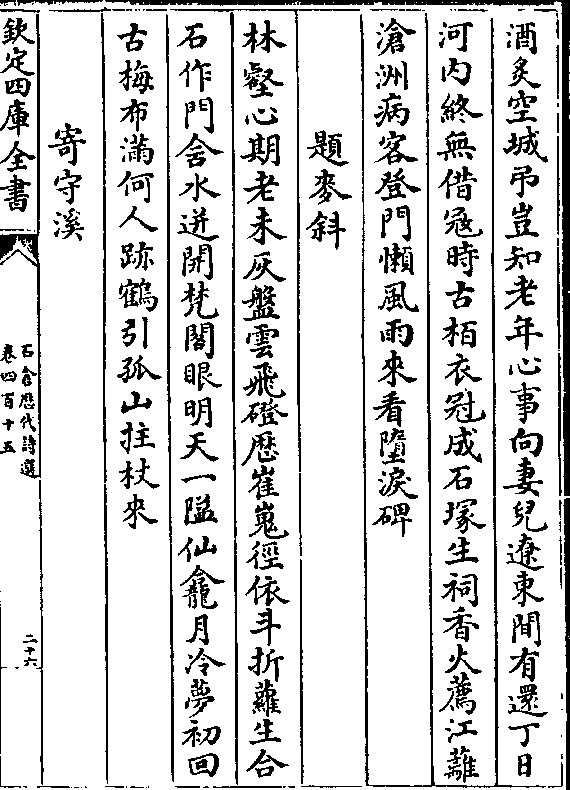 酒炙空城弔豈知老年心事向妻兒遼東間有還丁日
河内終無借冦時古栢衣冠成石塚生祠香火薦江蘺
滄洲病客登門懶風雨來看墮淚碑
題麥斜
林壑心期老未灰盤雲飛磴歴崔嵬徑依斗折蘿生合
石作門舍水迸開梵閣眼明天一隘仙龕月冷夢初回
古梅布滿何人跡鶴引孤山拄杖來
寄守溪
欽定四庫全書
石倉歴代詩選
卷四百十五
二十六